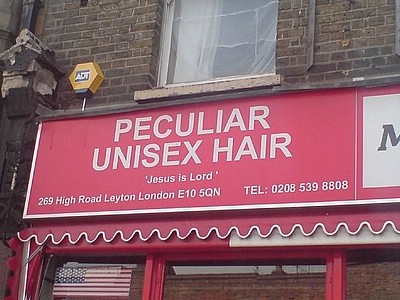 ADT
PECULIAR
UNISEX HAIR
'Jesus is Lord '
269 High Road Leyton London E10 5QN TEL: 0208 539 8808
M